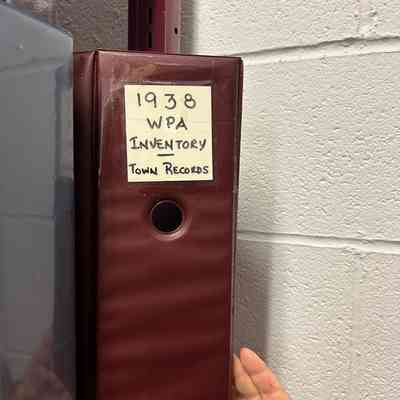 1938
WPA
INVENTORY
TOWN RECORDS